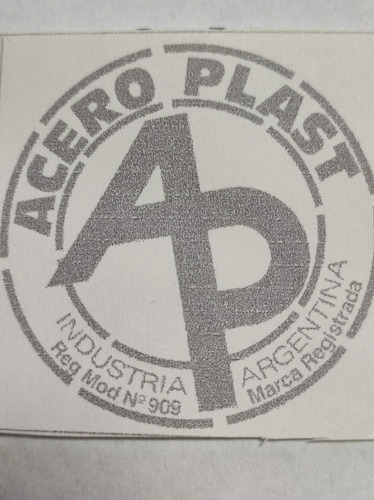 ACERO PLAST
AP
INDUSTRIA ARGENTINA
Reg Mod Nº 909 Marca Registrada